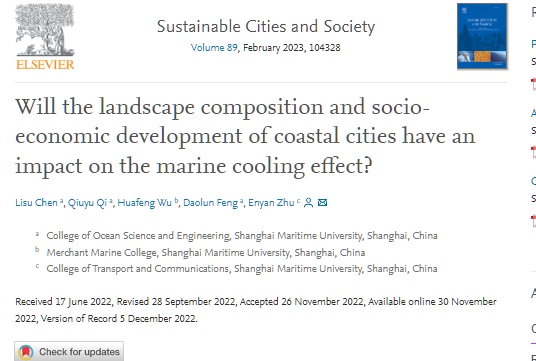 Sustainable Cities and Society
Volume 89, February 2023, 104328
ELSEVIER
Will the landscape composition and socio-
economic development of coastal cities have an
impact on the marine cooling effect?
Lisu Chen a, Qiuyu Qi a, Huafeng Wu b, Daolun Feng a, Enyan Zhu c
a College of Ocean Science and Engineering, Shanghai Maritime University, Shanghai, China
b Merchant Marine College, Shanghai Maritime University, Shanghai, China
c College of Transport and Communications, Shanghai Maritime University, Shanghai, China
Received 17 June 2022, Revised 28 September 2022, Accepted 26 November 2022, Available online 30 November
2022, Version of Record 5 December 2022.
Check for updates